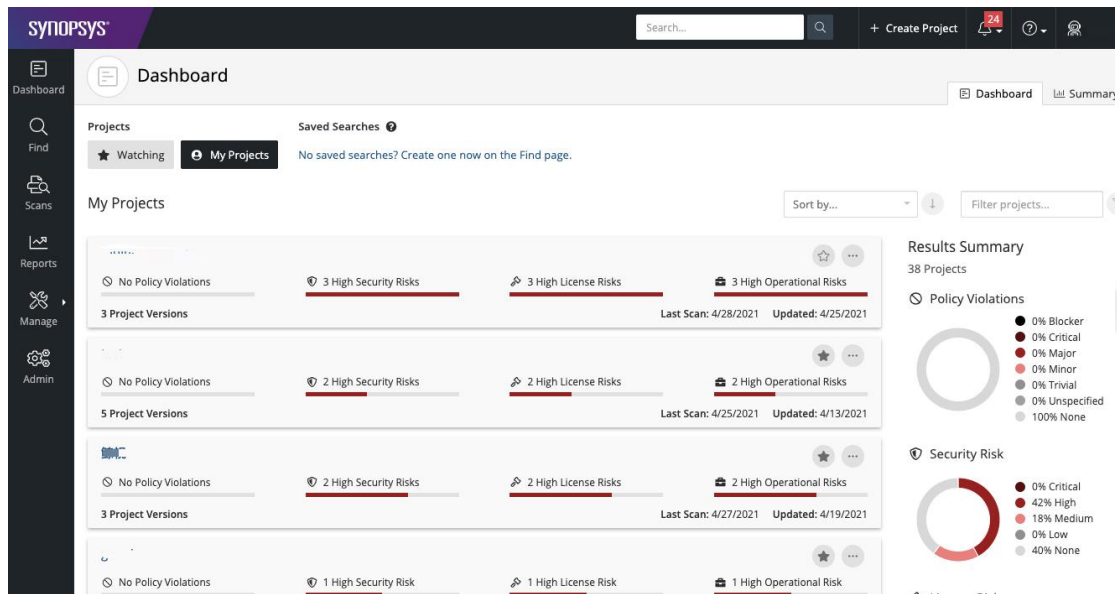 SYNOPSYS®
Search...
+ Create Project
24
Dashboard
Find
Scans
Reports
Manage
Admin
Dashboard
Dashboard
Summary
Projects
Watching
My Projects
Saved Searches
No saved searches? Create one now on the Find page.
My Projects
Sort by...
Filter projects...
No Policy Violations
3 High Security Risks
3 High License Risks
3 High Operational Risks
3 Project Versions
Last Scan: 4/28/2021 Updated: 4/25/2021
No Policy Violations
2 High Security Risks
2 High License Risks
2 High Operational Risks
5 Project Versions
Last Scan: 4/25/2021 Updated: 4/13/2021
No Policy Violations
2 High Security Risks
2 High License Risks
2 High Operational Risks
3 Project Versions
Last Scan: 4/27/2021 Updated: 4/19/2021
No Policy Violations
1 High Security Risk
1 High License Risk
1 High Operational Risk
Results Summary
38 Projects
Policy Violations
0% Blocker
0% Critical
0% Major
0% Minor
0% Trivial
0% Unspecified
100% None
Security Risk
0% Critical
42% High
18% Medium
0% Low
40% None